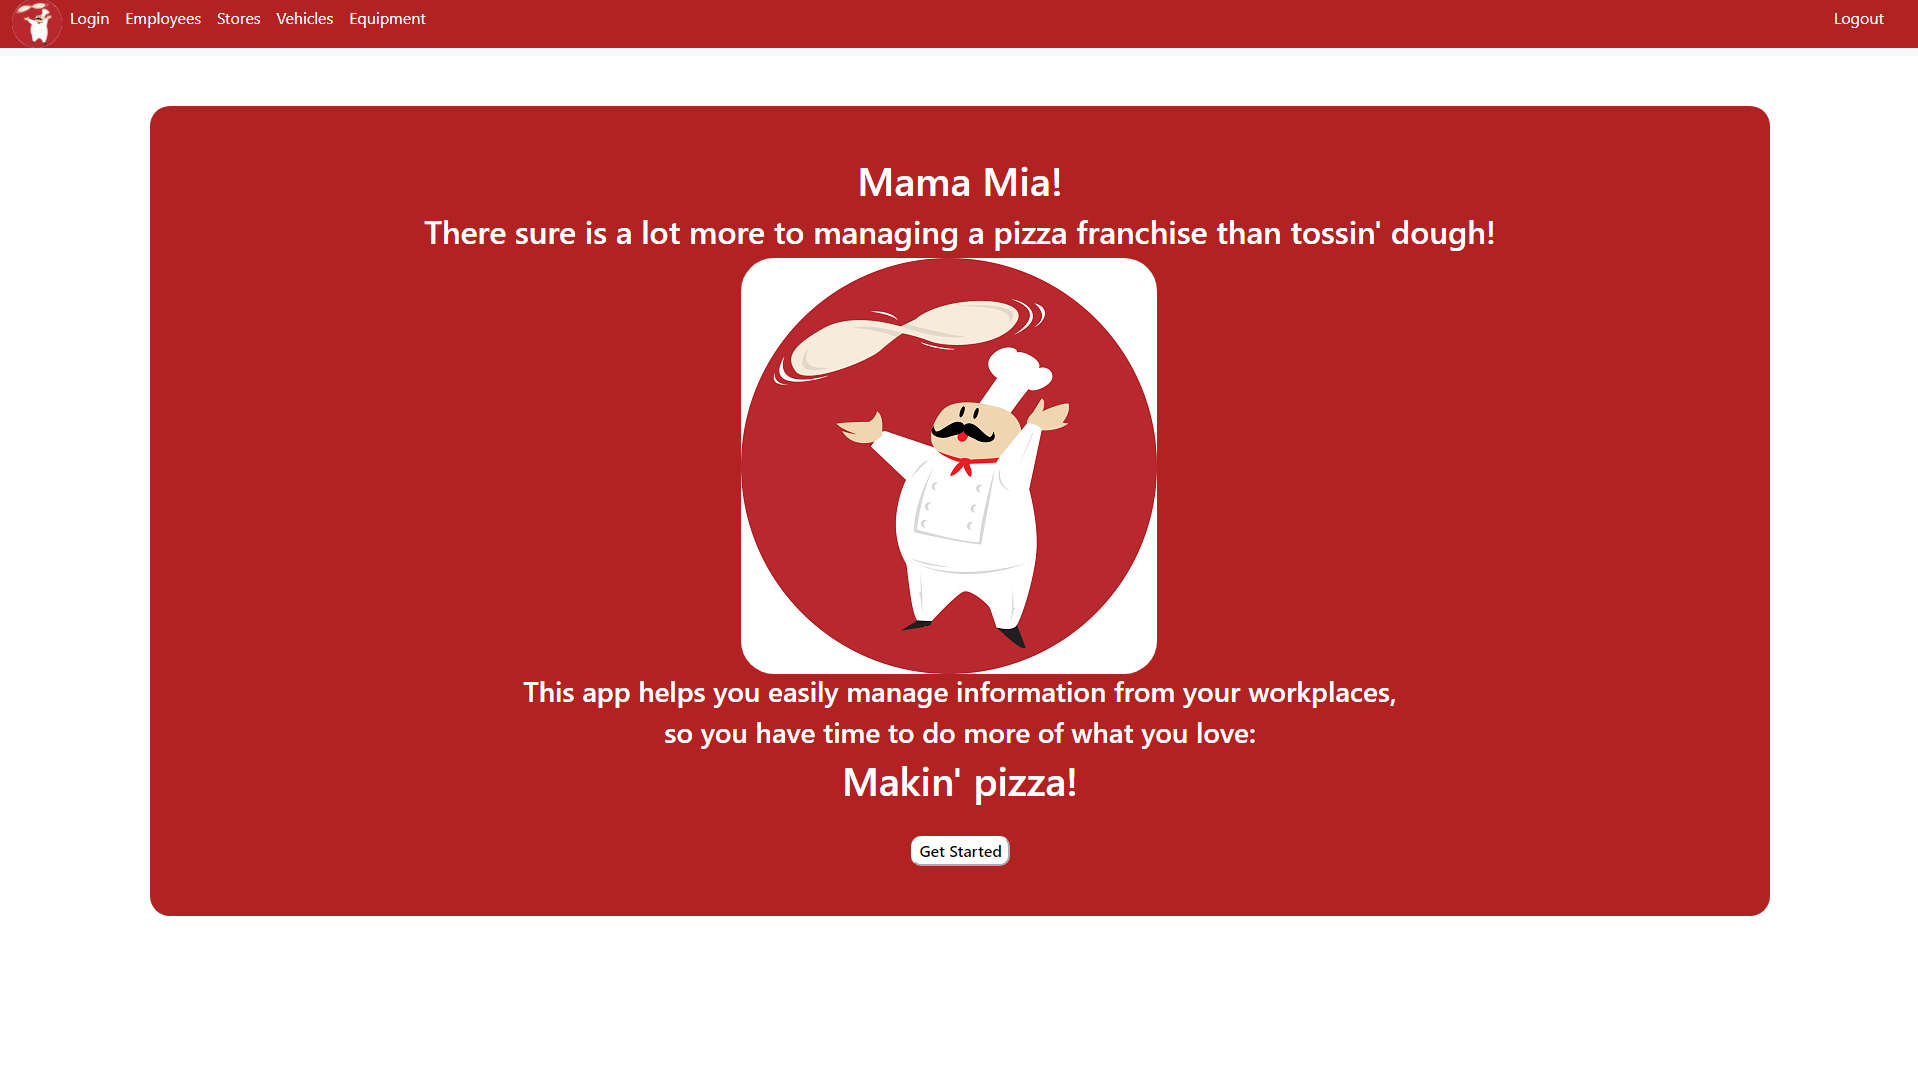 Login Employees Stores Vehicles Equipment Logout
Mama Mia!
There sure is a lot more to managing a pizza franchise than tossin' dough!
This app helps you easily manage information from your workplaces,
so you have time to do more of what you love:
Makin' pizza!
Get Started